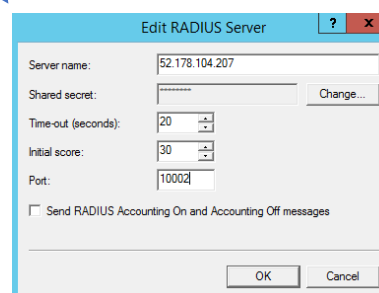 Edit RADIUS Server ? x
Server name: 52.178.104.207
Shared secret: •••••••• Change...
Time-out (seconds): 20
Initial score: 30
Port: 10002
Send RADIUS Accounting On and Accounting Off messages
OK Cancel